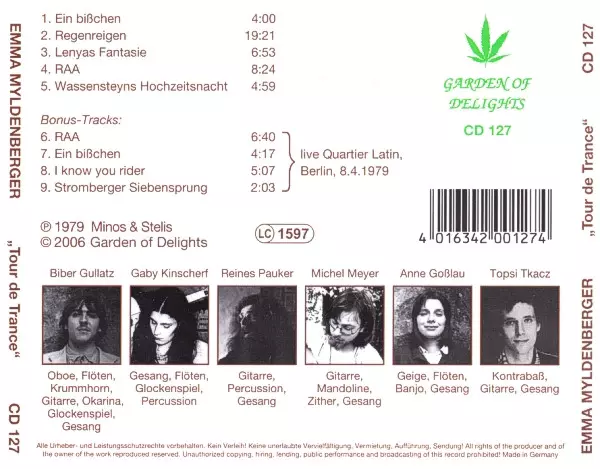 EMMA MYLDENBERGER
„Tour de Trance“
CD 127
1. Ein bißchen 4:00
2. Regenreigen 19:21
3. Lenyas Fantasie 6:53
4. RAA 8:24
5. Wassensteyns Hochzeitsnacht 4:59
Bonus-Tracks:
6. RAA 6:40
7. Ein bißchen 4:17
8. I know you rider 5:07
9. Stromberger Siebensprung 2:03
live Quartier Latin,
Berlin, 8.4.1979
GARDEN OF
DELIGHTS
CD 127
℗ 1979 Minos & Stelis
© 2006 Garden of Delights
LC 1597
4 016342 001274
Biber Gullatz
Oboe, Flöten,
Krummhorn,
Gitarre, Okarina,
Glockenspiel,
Gesang
Gaby Kinscherf
Gesang, Flöten,
Glockenspiel,
Percussion
Reines Pauker
Gitarre,
Percussion,
Gesang
Michel Meyer
Gitarre,
Mandoline,
Zither, Gesang
Anne Goßlau
Geige, Flöten,
Banjo, Gesang
Topsi Tkacz
Kontrabaß,
Gitarre, Gesang
Alle Urheber- und Leistungsschutzrechte vorbehalten. Kein Verleih! Keine unerlaubte Vervielfältigung, Vermietung, Aufführung, Sendung! All rights of the producer and of
the owner of the work reproduced reserved. Unauthorized copying, hiring, lending, public performance and broadcasting of this record prohibited! Made in Germany
CD 127
„Tour de Trance“
EMMA MYLDENBERGER